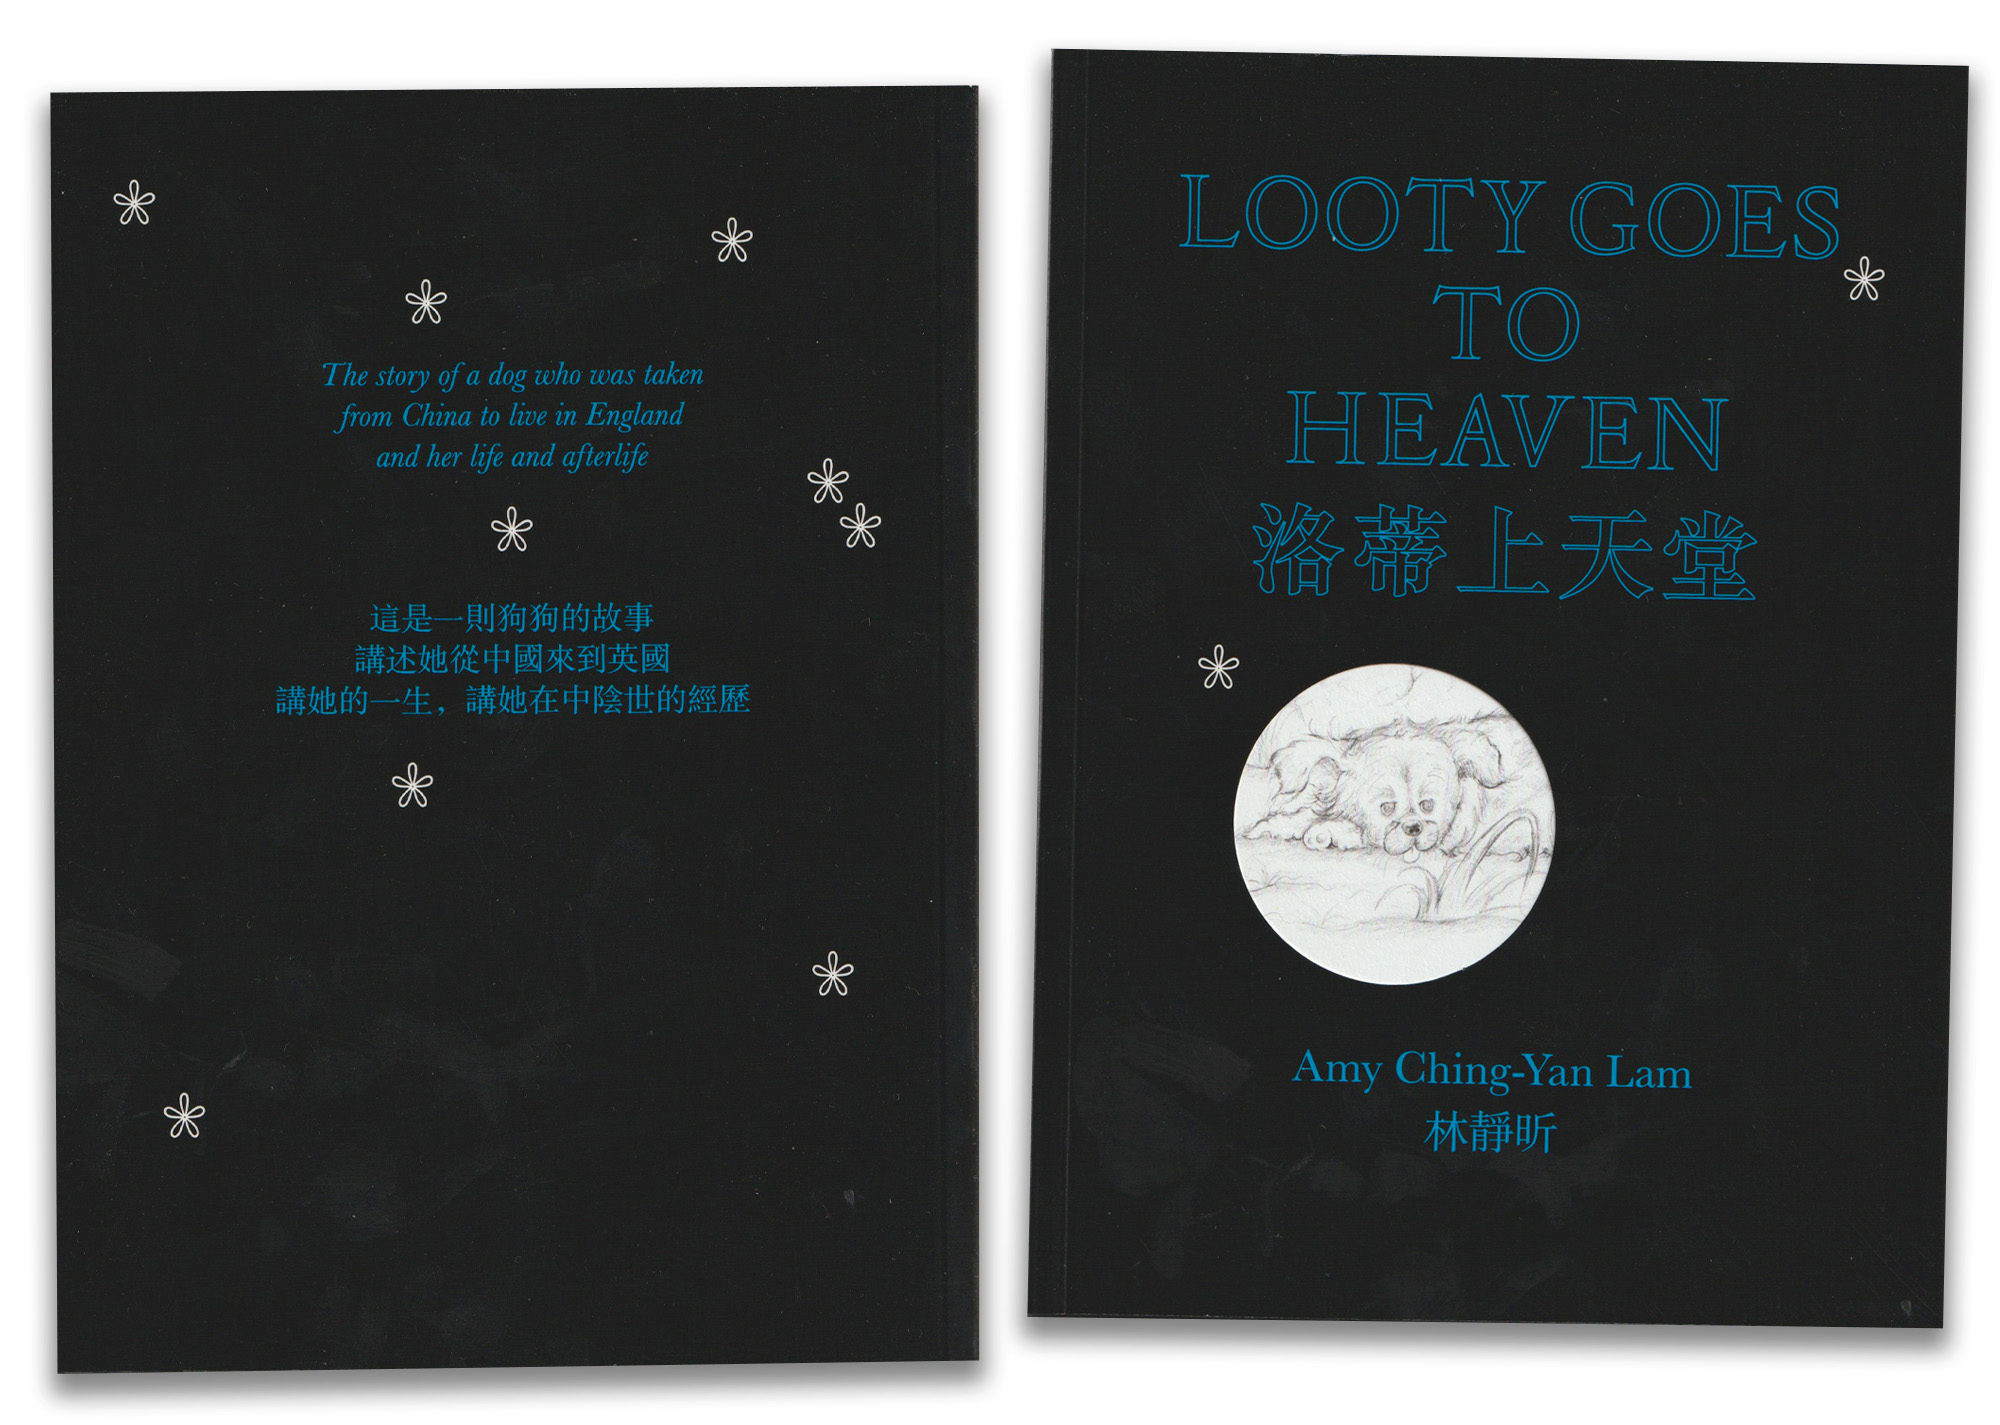 The story of a dog who was taken
from China to live in England
and her life and afterlife
這是一則狗狗的故事
講述她從中國來到英國
講她的一生，講她在中陰世的經歷
LOOTY GOES
TO
HEAVEN
洛蒂上天堂
Amy Ching-Yan Lam
林靜昕